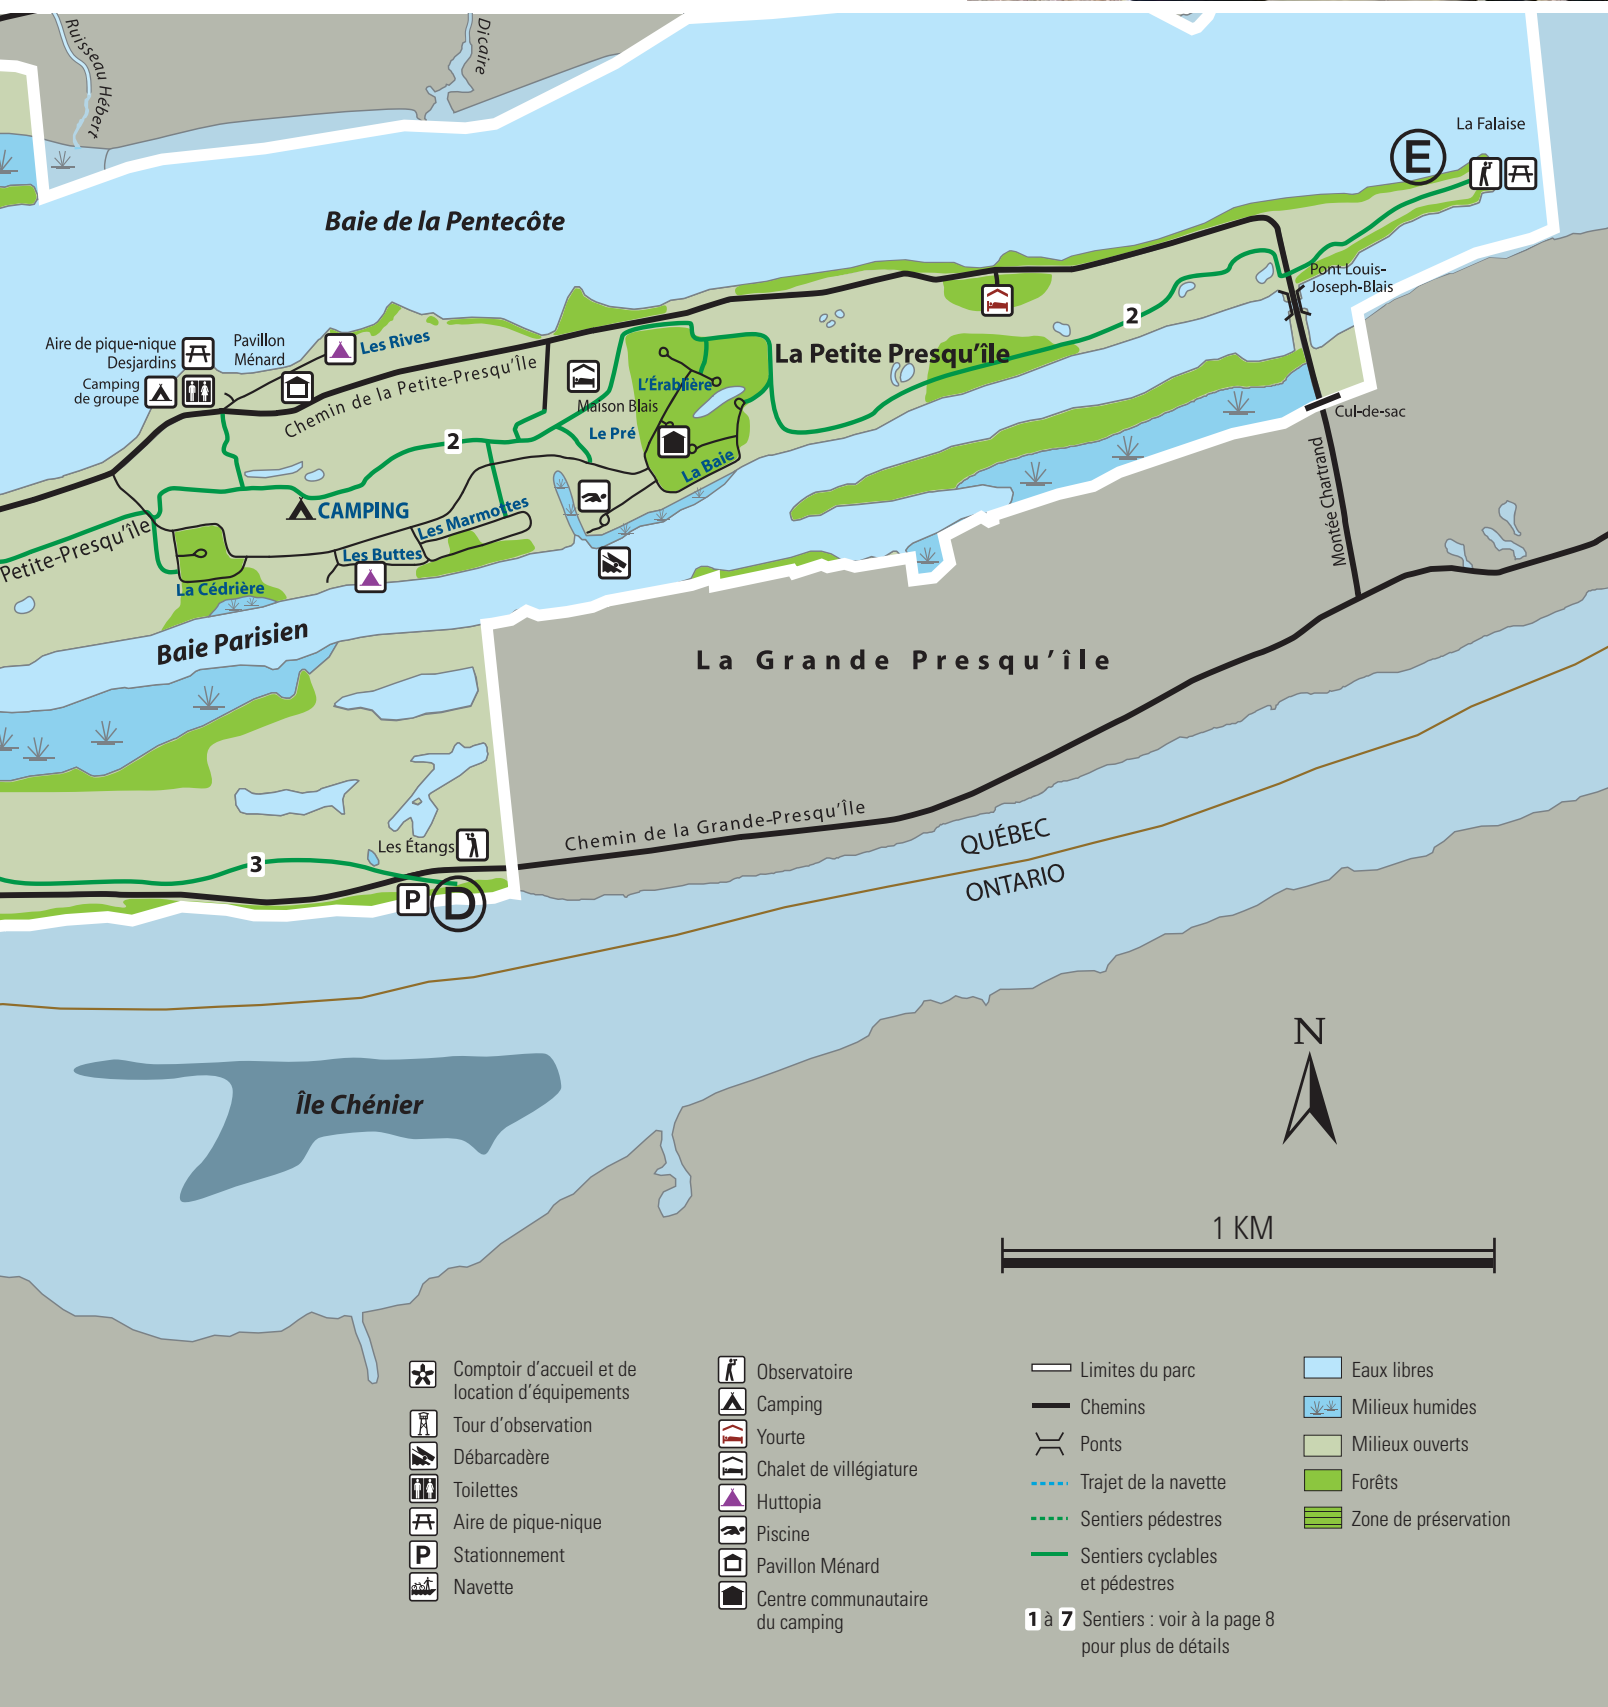 Ruisseau Hébert
Dicaire
La Falaise
E
Baie de la Pentecôte
Pont Louis-
Joseph-Blais
2
Aire de pique-nique
Desjardins
Pavillon
Ménard
Les Rives
Camping
de groupe
Chemin de la Petite-Presqu'Île
La Petite Presqu'île
L'Érablière
Maison Blais
Cul-de-sac
Le Pré
2
La Baie
Montée Chartrand
CAMPING
Les Marmottes
Petite-Presqu'île
Les Buttes
La Cédrière
Baie Parisien
La Grande Presqu'île
Chemin de la Grande-Presqu'Île
QUÉBEC
ONTARIO
Les Étangs
3
P
D
Île Chénier
N
1 KM
Comptoir d'accueil et de
location d'équipements
Tour d'observation
Débarcadère
Toilettes
Aire de pique-nique
P Stationnement
Navette
Observatoire
Camping
Yourte
Chalet de villégiature
Huttopia
Piscine
Pavillon Ménard
Centre communautaire
du camping
Limites du parc
Chemins
Ponts
Trajet de la navette
Sentiers pédestres
Sentiers cyclables
et pédestres
1 à 7 Sentiers : voir à la page 8
pour plus de détails
Eaux libres
Milieux humides
Milieux ouverts
Forêts
Zone de préservation